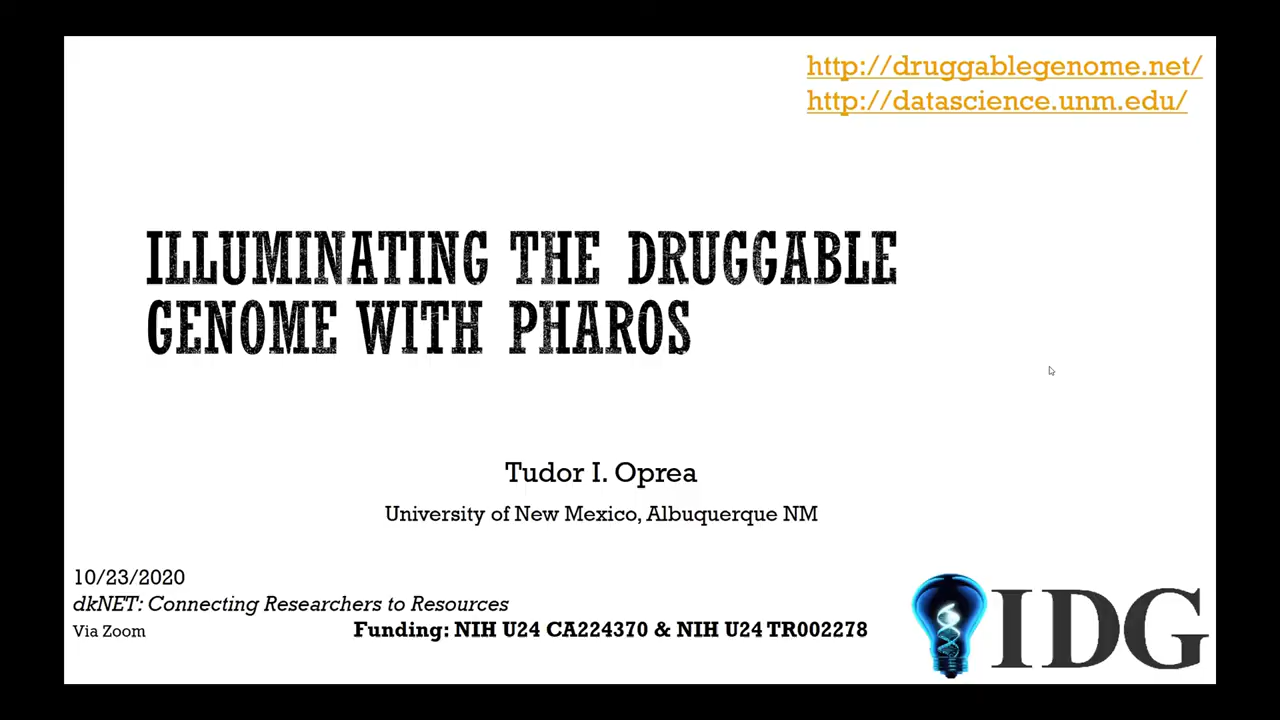 http://druggablegenome.net/
http://datascience.unm.edu/
ILLUMINATING THE DRUGGABLE
GENOME WITH PHAROS
Tudor I. Oprea
University of New Mexico, Albuquerque NM
10/23/2020
dkNET: Connecting Researchers to Resources
Via Zoom
Funding: NIH U24 CA224370 & NIH U24 TR002278
IDG